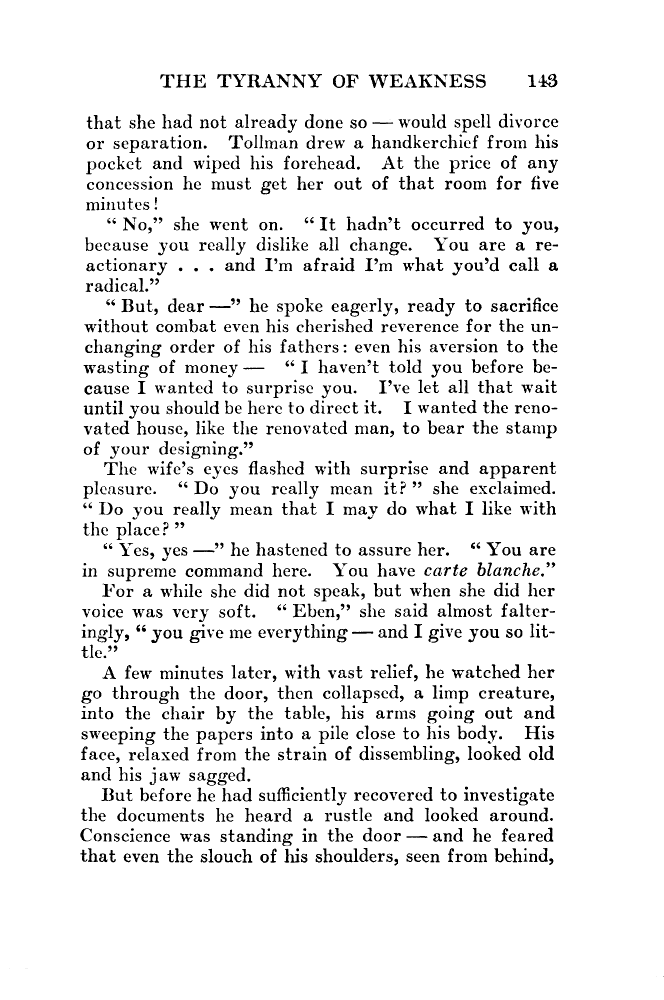 THE TYRANNY OF WEAKNESS 143
that she had not already done so — would spell divorce
or separation. Tollman drew a handkerchief from his
pocket and wiped his forehead. At the price of any
concession he must get her out of that room for five
minutes!
“ No,” she went on. “ It hadn’t occurred to you,
because you really dislike all change. You are a re-
actionary . . . and I’m afraid I’m what you’d call a
radical.”
“ But, dear —” he spoke eagerly, ready to sacrifice
without combat even his cherished reverence for the un-
changing order of his fathers: even his aversion to the
wasting of money — “ I haven’t told you before be-
cause I wanted to surprise you. I’ve let all that wait
until you should be here to direct it. I wanted the reno-
vated house, like the renovated man, to bear the stamp
of your designing.”
The wife’s eyes flashed with surprise and apparent
pleasure. “ Do you really mean it? ” she exclaimed.
“ Do you really mean that I may do what I like with
the place? ”
“ Yes, yes —” he hastened to assure her. “ You are
in supreme command here. You have carte blanche.”
For a while she did not speak, but when she did her
voice was very soft. “ Eben,” she said almost falter-
ingly, “ you give me everything — and I give you so lit-
tle.”
A few minutes later, with vast relief, he watched her
go through the door, then collapsed, a limp creature,
into the chair by the table, his arms going out and
sweeping the papers into a pile close to his body. His
face, relaxed from the strain of dissembling, looked old
and his jaw sagged.
But before he had sufficiently recovered to investigate
the documents he heard a rustle and looked around.
Conscience was standing in the door — and he feared
that even the slouch of his shoulders, seen from behind,